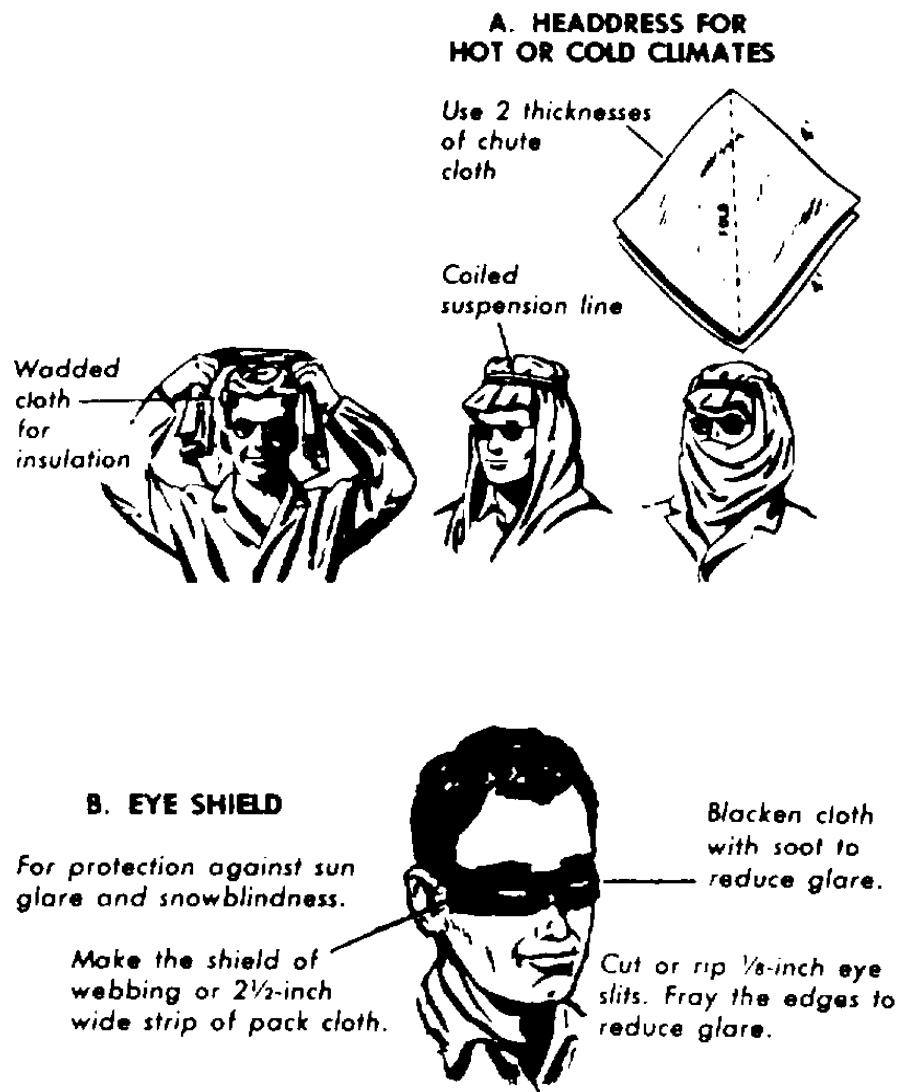 A. HEADDRESS FOR
HOT OR COLD CLIMATES
Use 2 thicknesses
of chute
cloth
4'
FOLD
4'
Coiled
suspension line
Wadded
cloth
for
insulation
B. EYE SHIELD
For protection against sun
glare and snowblindness.
Make the shield of
webbing or 2½-inch
wide strip of pack cloth.
Blacken cloth
with soot to
reduce glare.
Cut or rip ⅛-inch eye
slits. Fray the edges to
reduce glare.